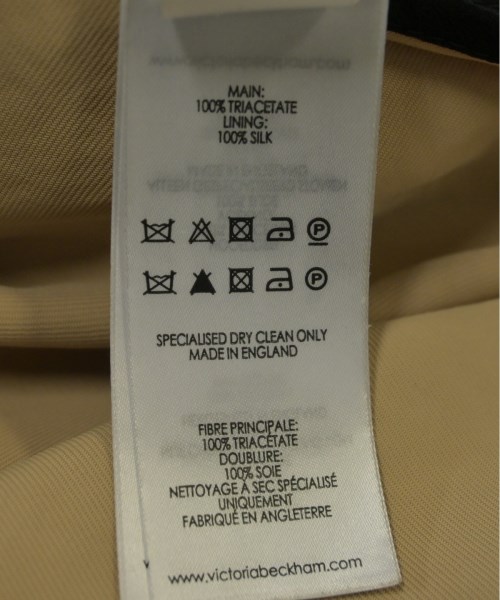 MAIN:
100% TRIACETATE
LINING:
100% SILK
P
P
SPECIALISED DRY CLEAN ONLY
MADE IN ENGLAND
FIBRE PRINCIPALE:
100% TRIACÉTATE
DOUBLURE:
100% SOIE
NETTOYAGE À SEC SPÉCIALISÉ
UNIQUEMENT
FABRIQUÉ EN ANGLETERRE
www.victoriabeckham.com